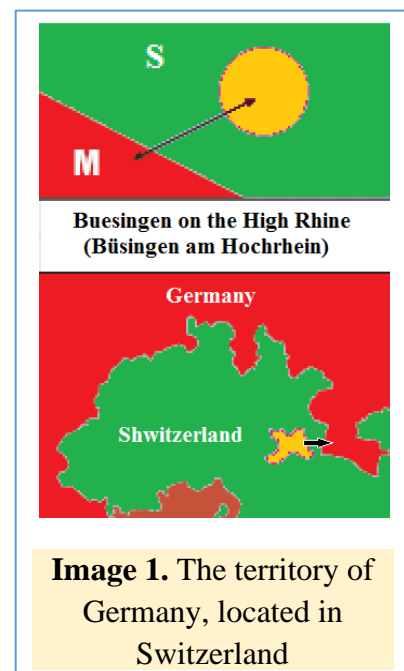 S
M
Buesingen on the High Rhine
(Büsingen am Hochrhein)
Germany
Shwitzerland
Image 1. The territory of
Germany, located in
Switzerland